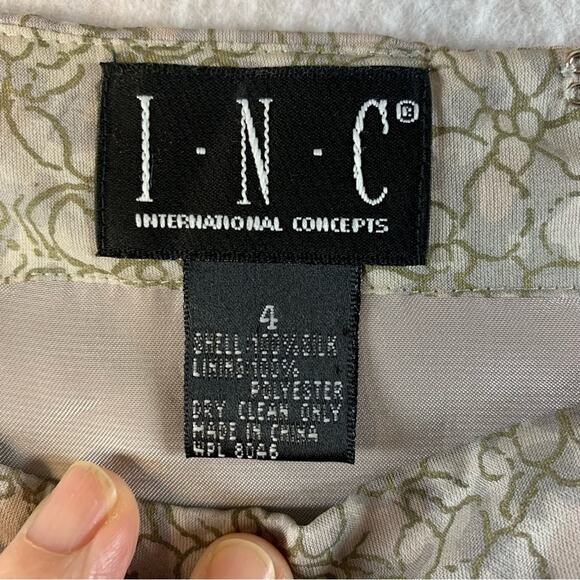 I·N·C®
INTERNATIONAL CONCEPTS
4
SHELL:100%SILK
LINING:100%
POLYESTER
DRY CLEAN ONLY
MADE IN CHINA
WPL 8046